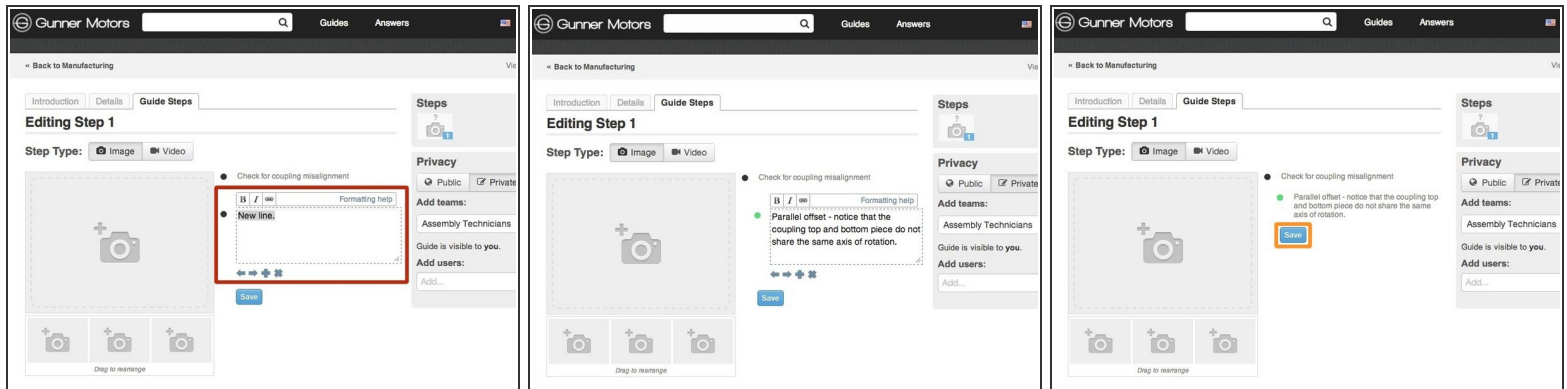 Gunner Motors
Guides
Answers
« Back to Manufacturing
Introduction
Details
Guide Steps
Editing Step 1
Step Type:
Image
Video
Check for coupling misalignment
B I
Formatting help
New line.
Save
Drag to rearrange
Steps
?
1
Privacy
Public
Private
Add teams:
Assembly Technicians
Guide is visible to you.
Add users:
Add...
Gunner Motors
Guides
Answers
« Back to Manufacturing
Introduction
Details
Guide Steps
Editing Step 1
Step Type:
Image
Video
Check for coupling misalignment
B I
Formatting help
Parallel offset - notice that the
coupling top and bottom piece do not
share the same axis of rotation.
Save
Drag to rearrange
Steps
?
1
Privacy
Public
Private
Add teams:
Assembly Technicians
Guide is visible to you.
Add users:
Add...
Gunner Motors
Guides
Answers
« Back to Manufacturing
Introduction
Details
Guide Steps
Editing Step 1
Step Type:
Image
Video
Check for coupling misalignment
Parallel offset - notice that the coupling top
and bottom piece do not share the same
axis of rotation.
Save
Drag to rearrange
Steps
?
1
Privacy
Public
Private
Add teams:
Assembly Technicians
Guide is visible to you.
Add users:
Add...